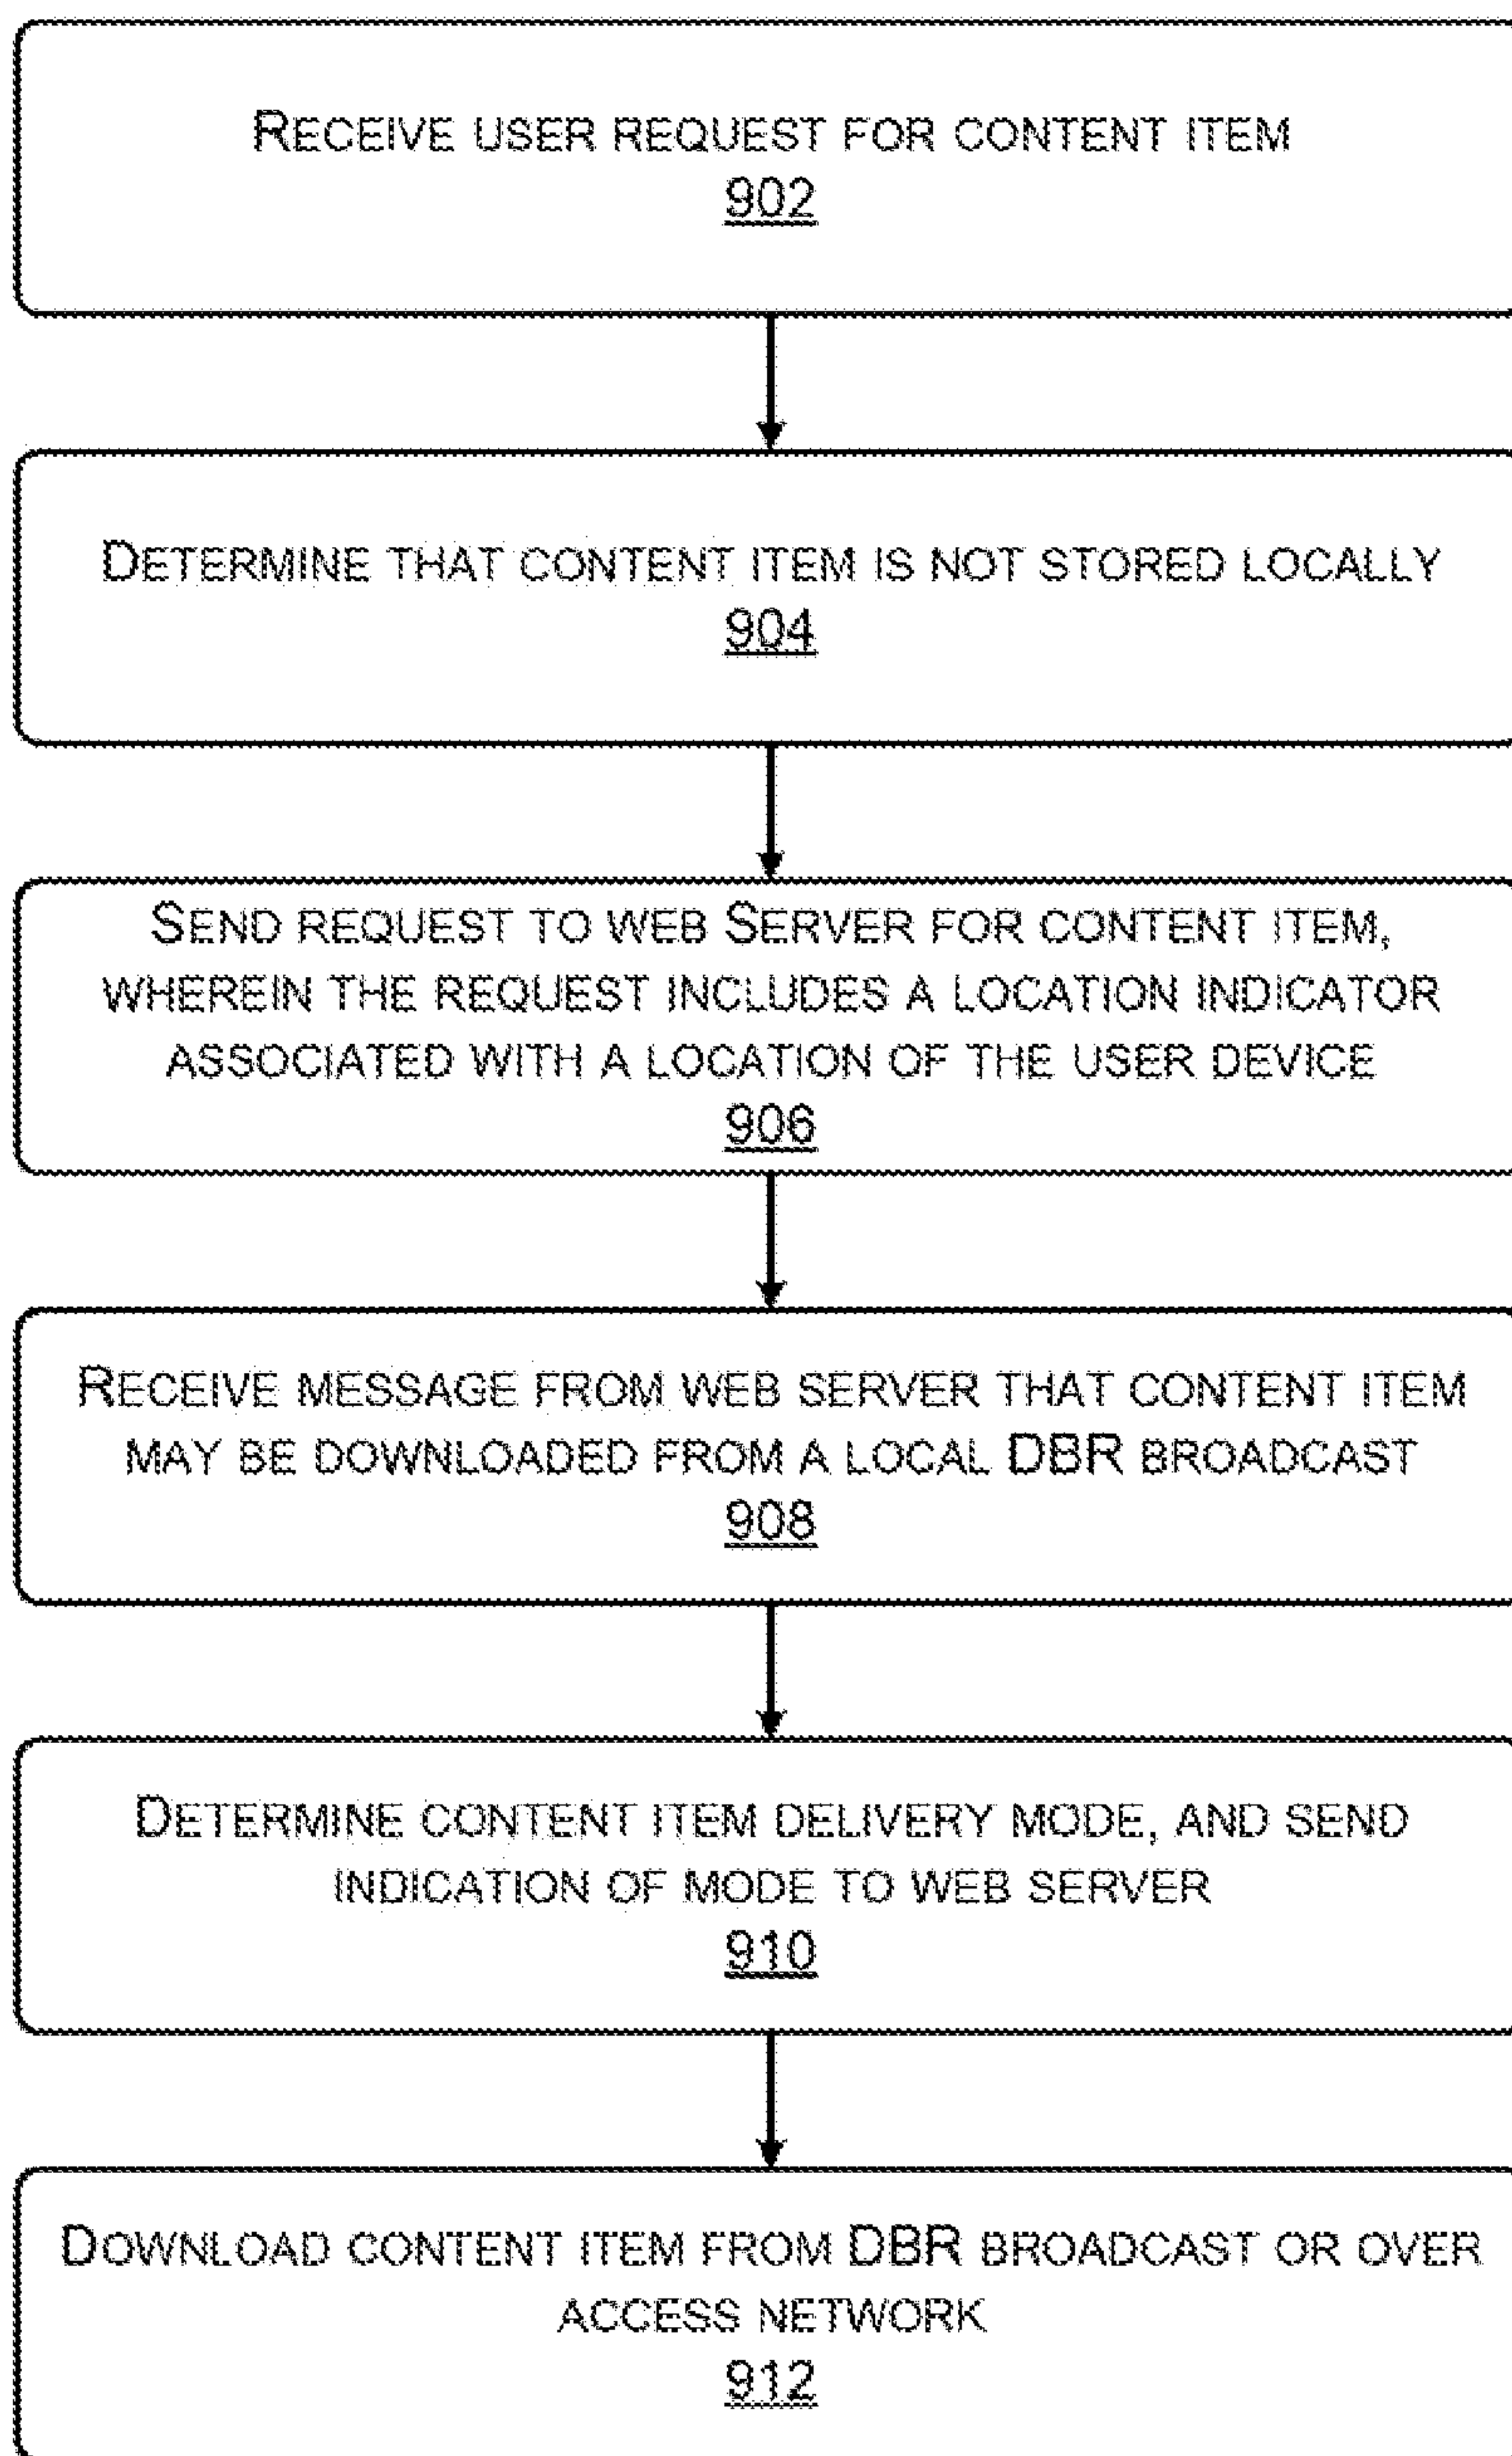 RECEIVE USER REQUEST FOR CONTENT ITEM
902
DETERMINE THAT CONTENT ITEM IS NOT STORED LOCALLY
904
SEND REQUEST TO WEB SERVER FOR CONTENT ITEM,
WHEREIN THE REQUEST INCLUDES A LOCATION INDICATOR
ASSOCIATED WITH A LOCATION OF THE USER DEVICE
906
RECEIVE MESSAGE FROM WEB SERVER THAT CONTENT ITEM
MAY BE DOWNLOADED FROM A LOCAL DBR BROADCAST
908
DETERMINE CONTENT ITEM DELIVERY MODE, AND SEND
INDICATION OF MODE TO WEB SERVER
910
DOWNLOAD CONTENT ITEM FROM DBR BROADCAST OR OVER
ACCESS NETWORK
912